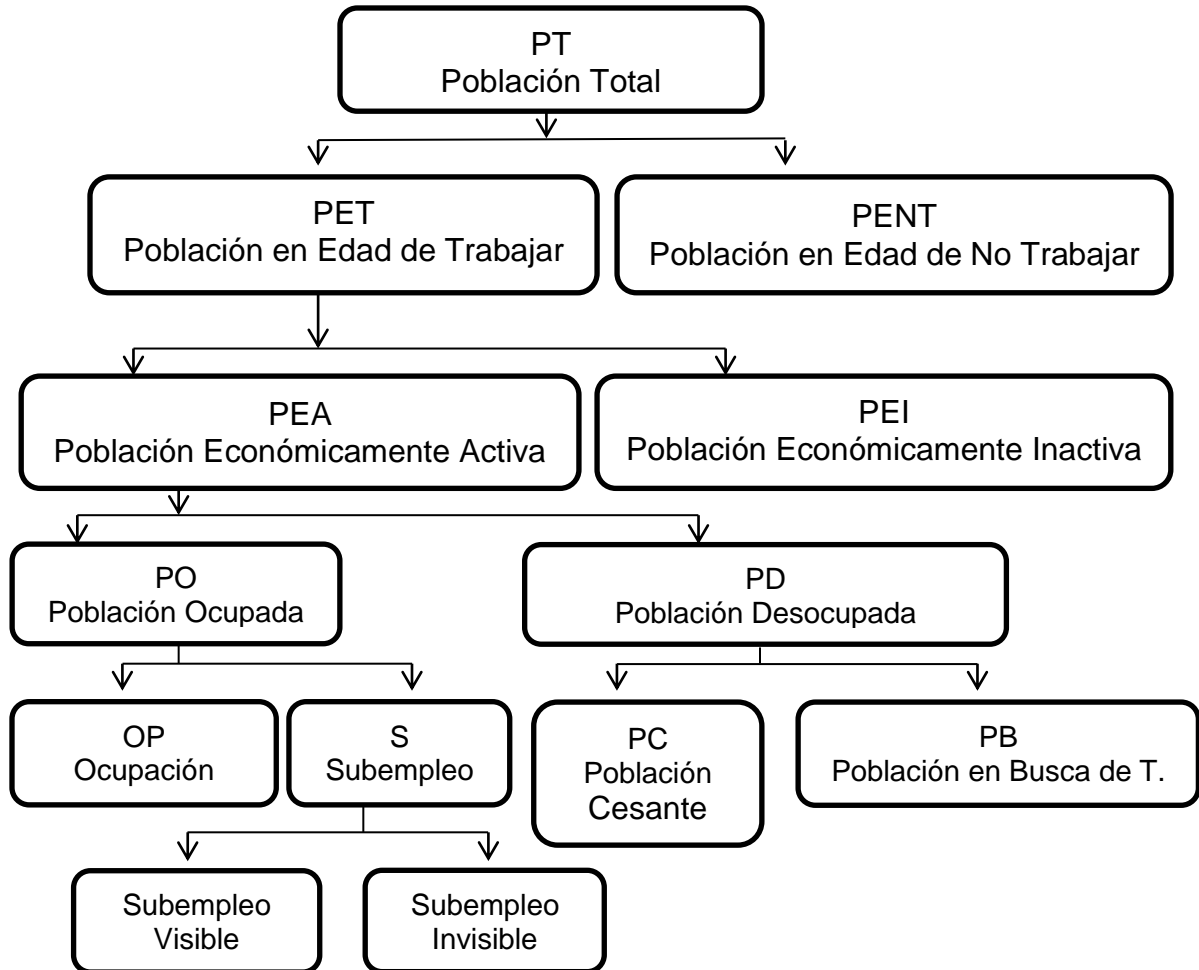 PT
Población Total
PET
Población en Edad de Trabajar
PENT
Población en Edad de No Trabajar
PEA
Población Económicamente Activa
PEI
Población Económicamente Inactiva
PO
Población Ocupada
PD
Población Desocupada
OP
Ocupación
S
Subempleo
PC
Población
Cesante
PB
Población en Busca de T.
Subempleo
Visible
Subempleo
Invisible